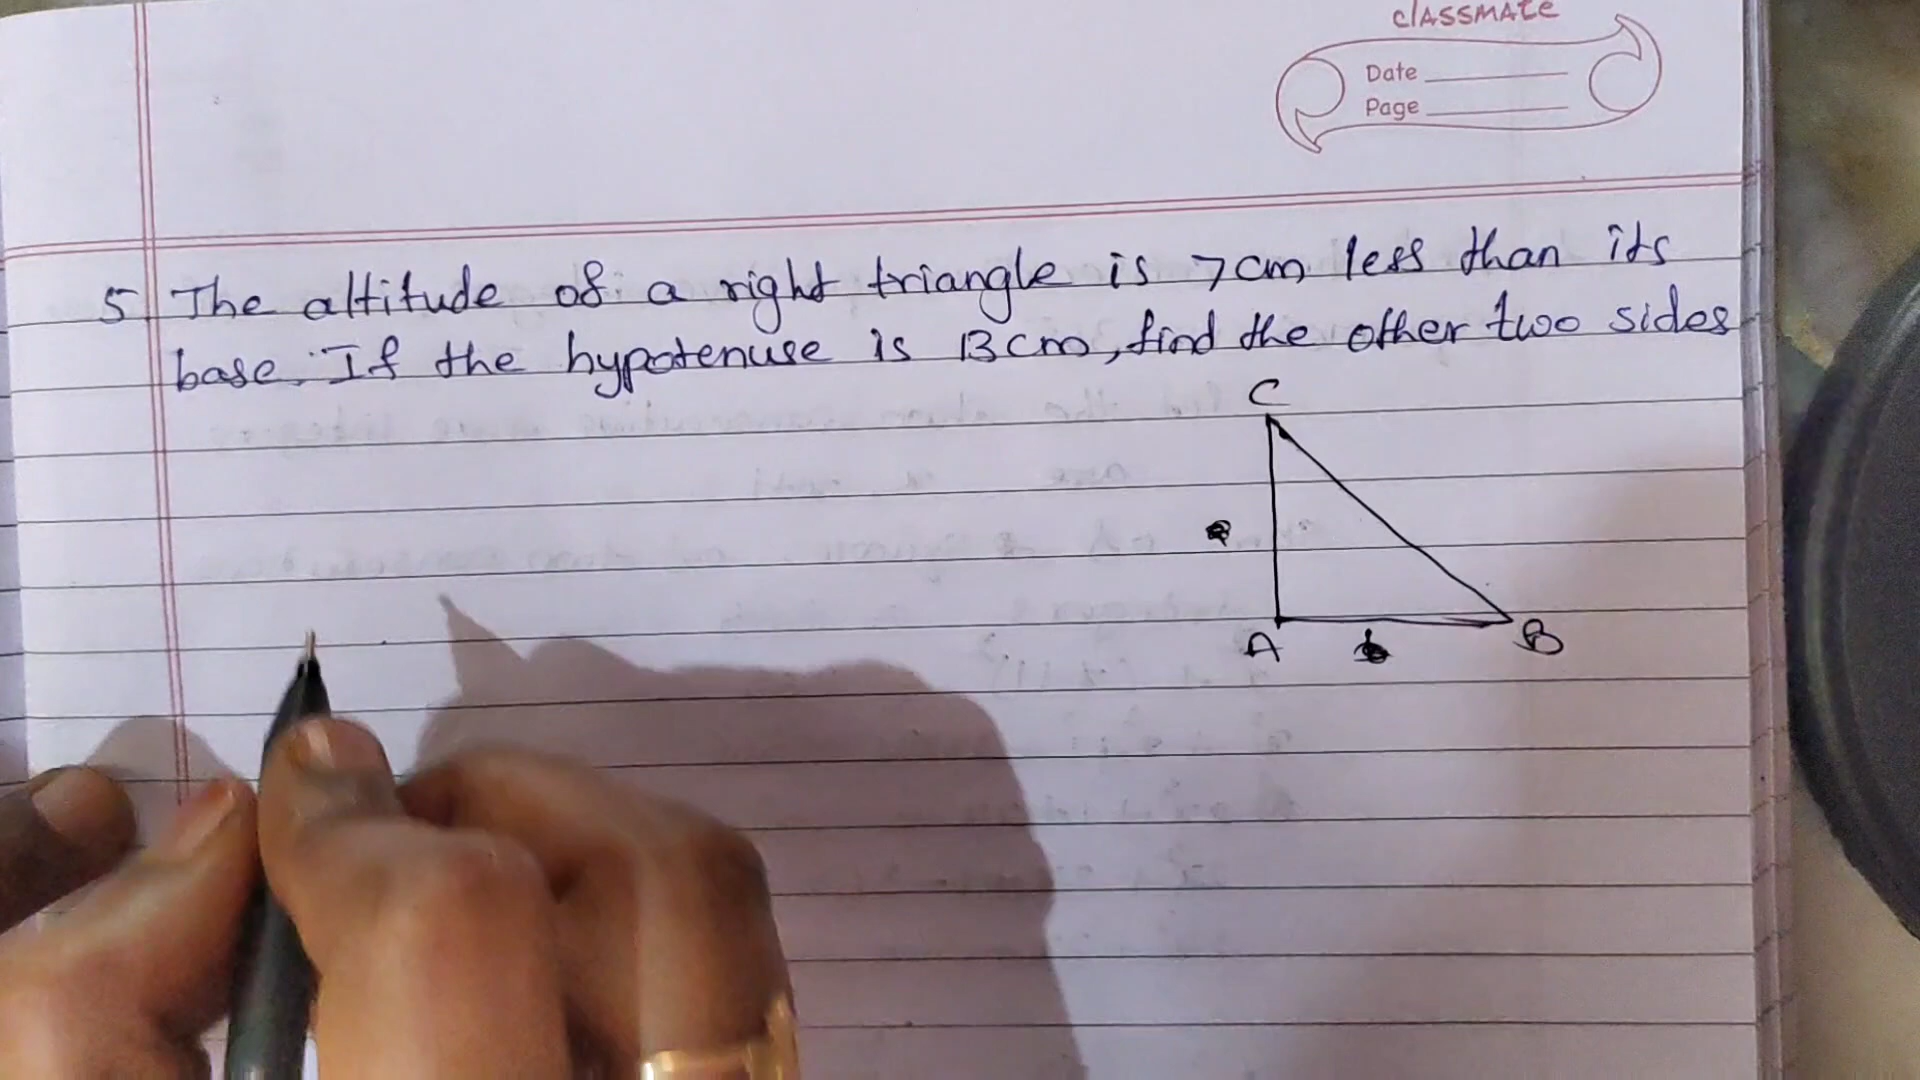 classmate
Date
Page
5. The altitude of a right triangle is 7cm less than its
base. If the hypotenuse is 13cm, find the other two sides
C
A
B